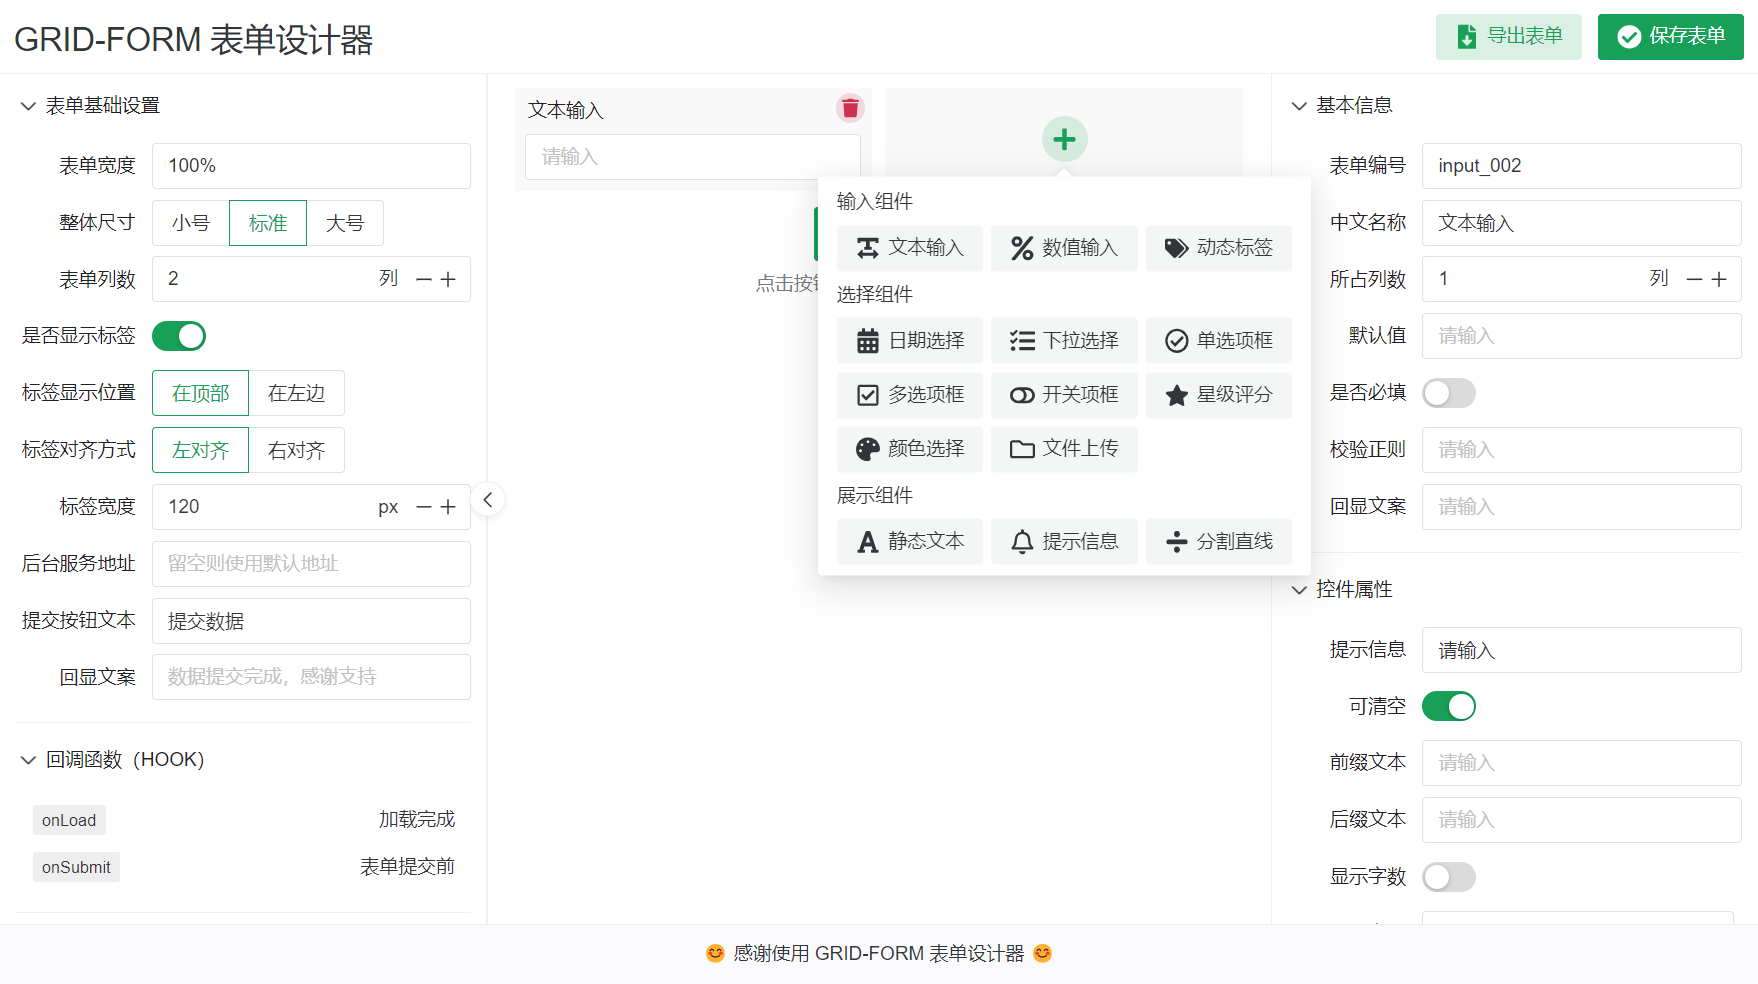 GRID-FORM 表单设计器
导出表单
保存表单
表单基础设置
表单宽度
100%
整体尺寸
小号
标准
大号
表单列数
2
列
是否显示标签
标签显示位置
在顶部
在左边
标签对齐方式
左对齐
右对齐
标签宽度
120
px
后台服务地址
留空则使用默认地址
提交按钮文本
提交数据
回显文案
数据提交完成，感谢支持
回调函数（HOOK）
onLoad
加载完成
onSubmit
表单提交前
文本输入
请输入
点击按
输入组件
文本输入
数值输入
动态标签
选择组件
日期选择
下拉选择
单选项框
多选项框
开关项框
星级评分
颜色选择
文件上传
展示组件
静态文本
提示信息
分割直线
基本信息
表单编号
input_002
中文名称
文本输入
所占列数
1
列
默认值
请输入
是否必填
校验正则
请输入
回显文案
请输入
控件属性
提示信息
请输入
可清空
前缀文本
请输入
后缀文本
请输入
显示字数
😊 感谢使用 GRID-FORM 表单设计器 😊